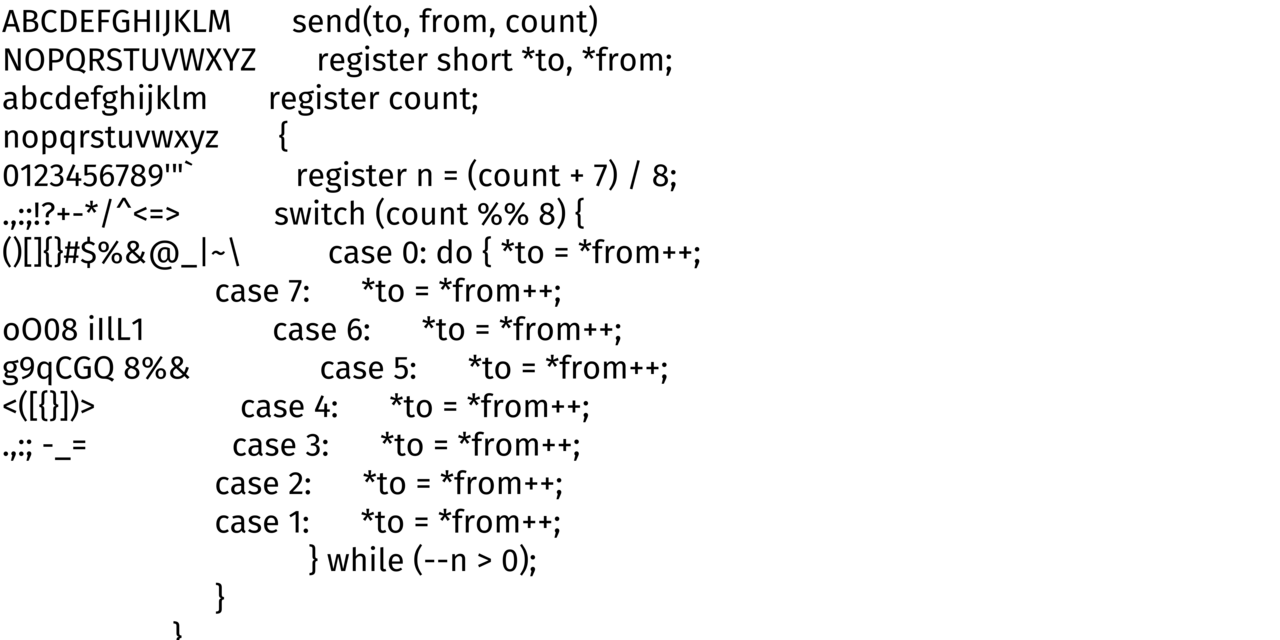 ABCDEFGHIJKLM send(to, from, count)
NOPQRSTUVWXYZ register short *to, *from;
abcdefghijklm register count;
nopqrstuvwxyz {
0123456789'"` register n = (count + 7) / 8;
.,:;!?+-*/^<=> switch (count %% 8) {
()[]{}#$%&@_|~\ case 0: do { *to = *from++;
case 7: *to = *from++;
oO08 iIlL1 case 6: *to = *from++;
g9qCGQ 8%& case 5: *to = *from++;
<([{}])> case 4: *to = *from++;
.,:; -_= case 3: *to = *from++;
case 2: *to = *from++;
case 1: *to = *from++;
} while (--n > 0);
}
}